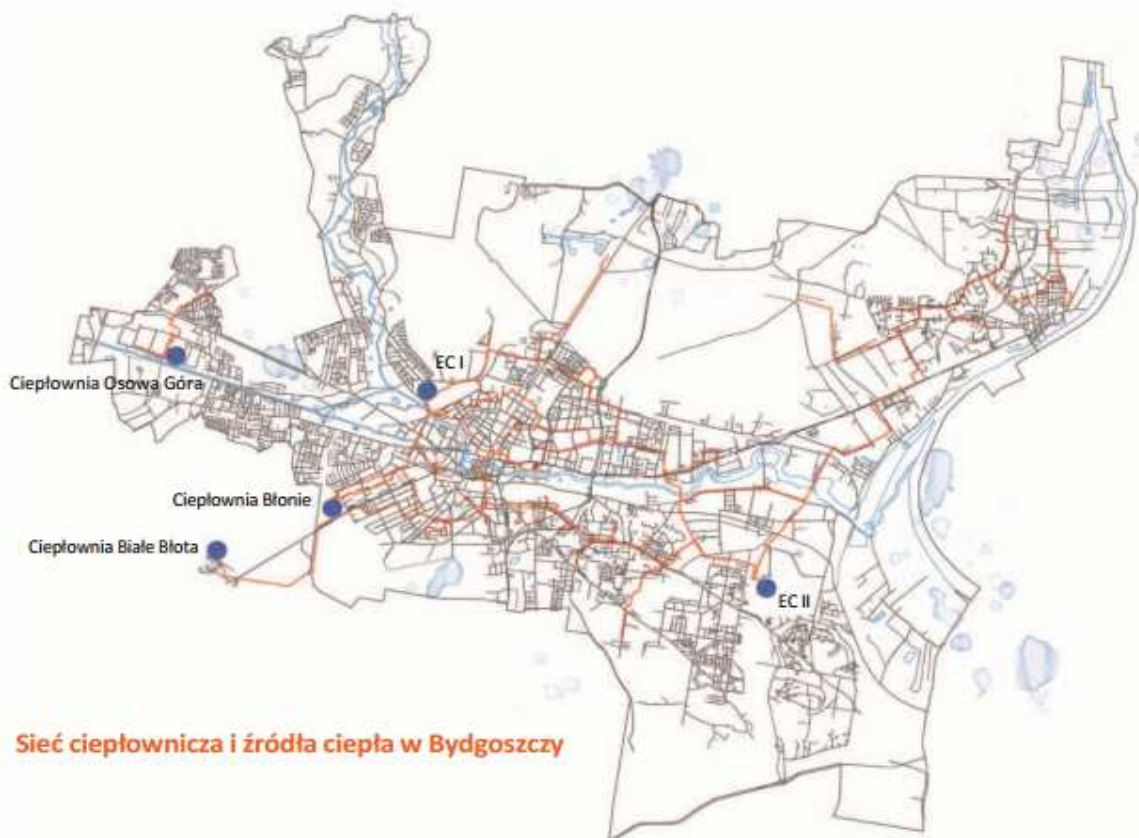 EC I
Ciepłownia Osowa Góra
Ciepłownia Błonie
Ciepłownia Białe Błota
EC II
Sieć ciepłownicza i źródła ciepła w Bydgoszczy